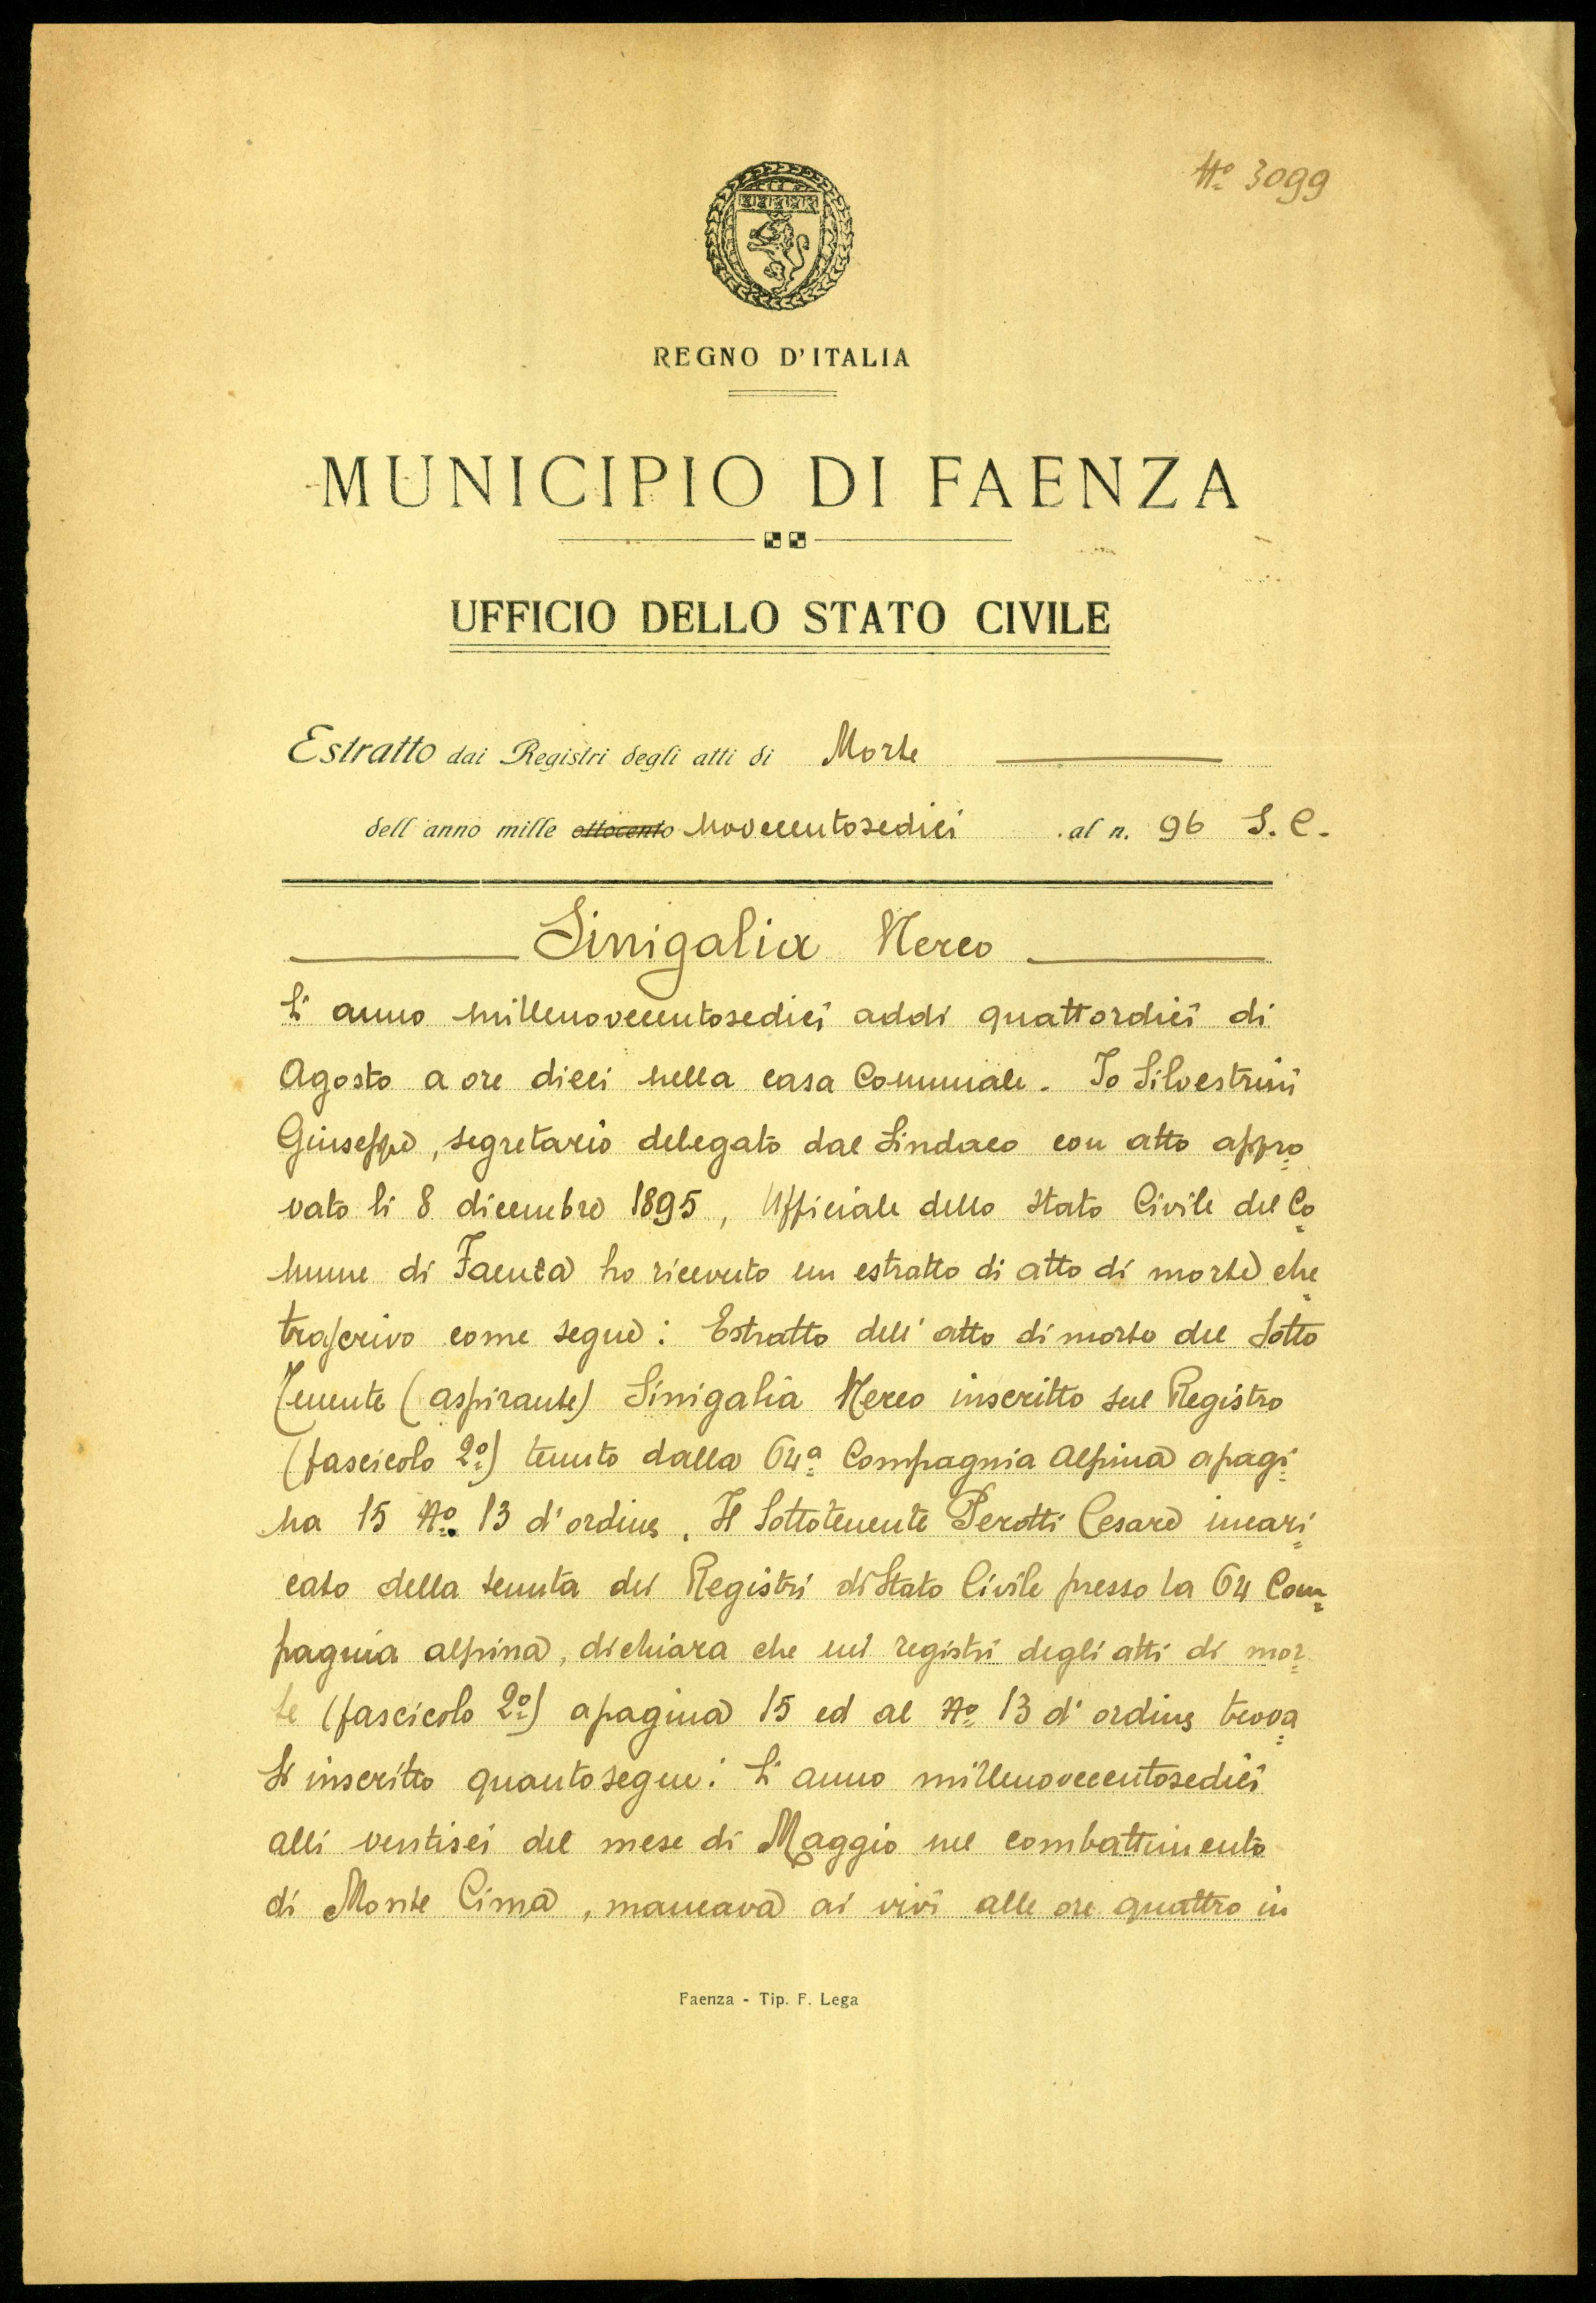 N.º 3099
REGNO D'ITALIA
MUNICIPIO DI FAENZA
UFFICIO DELLO STATO CIVILE
Estratto dai Registri degli atti di Morte
dell'anno mille ottocento novecentosedici al n. 96 S. C.
Sinigalia Nereo
L'anno millenovecentosedici addì quattordici di
Agosto a ore dieci nella casa Comunale. Io Silvestrini
Giuseppe, segretario delegato dal Sindaco con atto appro=
vato li 8 dicembre 1895, Ufficiale dello Stato Civile del Co=
mune di Faenza ho ricevuto un estratto di atto di morte che
trascrivo come segue: Estratto dell'atto di morte del Sotto
Tenente (aspirante) Sinigalia Nereo inscritto sul Registro
(fascicolo 2º) tenuto dalla 64ª Compagnia Alpina a pagi=
na 15 Nº 13 d'ordine. Il Sottotenente Perotti Cesare incari=
cato della tenuta dei Registri di Stato Civile presso la 64 Com=
pagnia alpina, dichiara che nei registri degli atti di mor=
te (fascicolo 2º) a pagina 15 ed al Nº 13 d'ordine trova=
si inscritto quanto segue: L'anno millenovecentosedici
alli ventisei del mese di Maggio nel combattimento
di Monte Cima, mancava ai vivi alle ore quattro in
Faenza - Tip. F. Lega